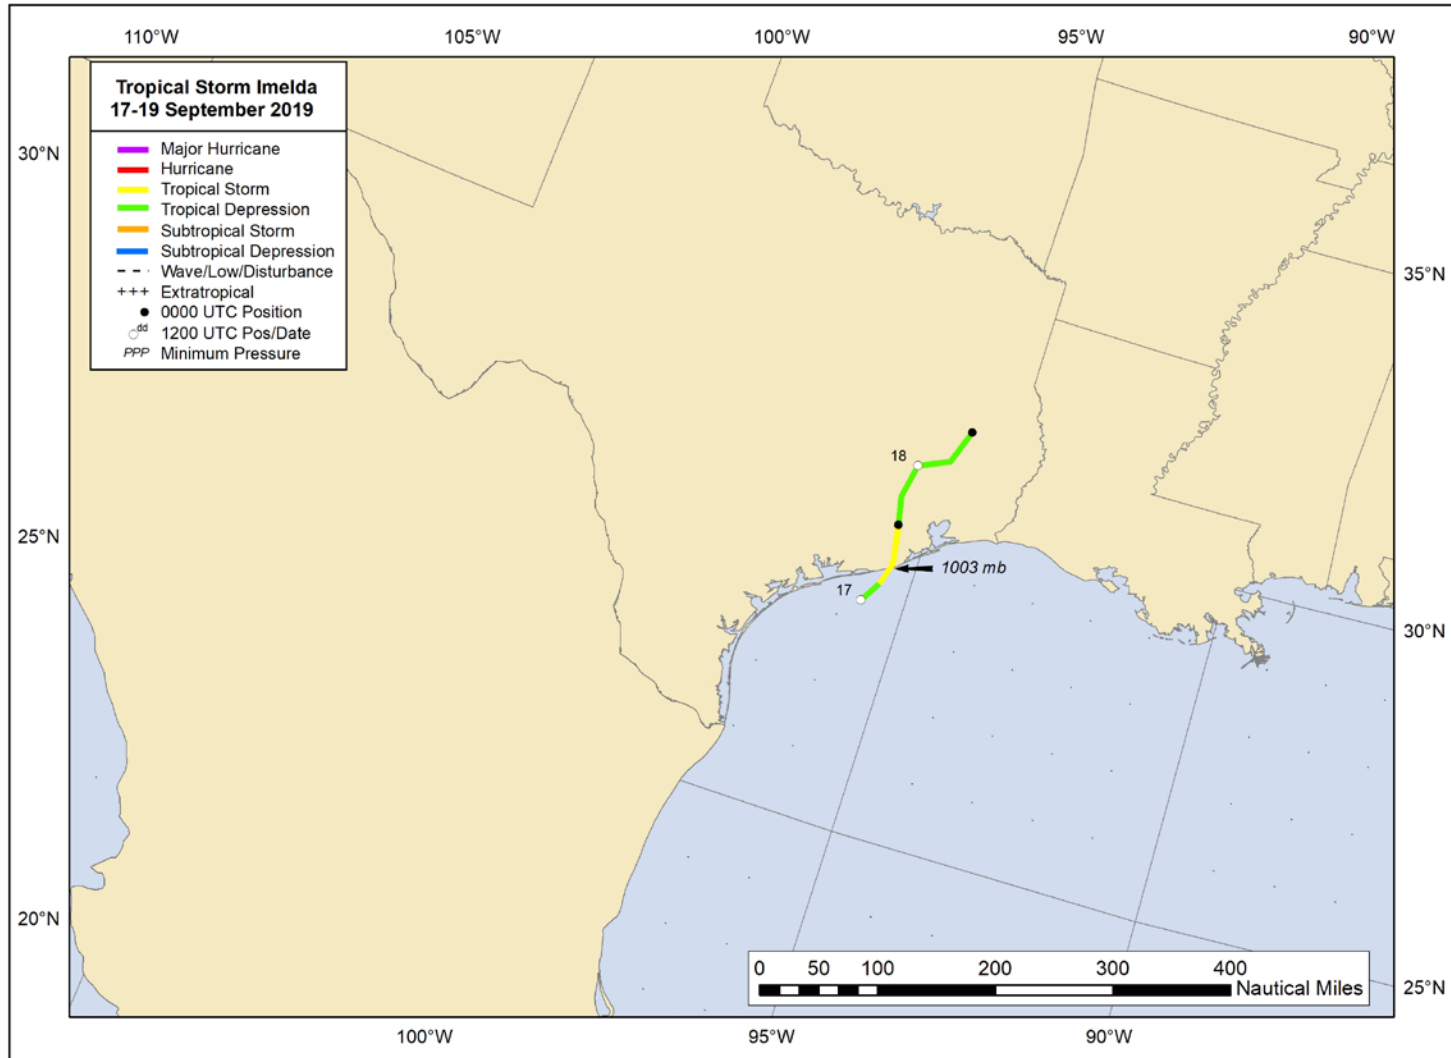 110°W 105°W 100°W 95°W 90°W
Tropical Storm Imelda
17-19 September 2019
Major Hurricane
Hurricane
Tropical Storm
Tropical Depression
Subtropical Storm
Subtropical Depression
Wave/Low/Disturbance
+++ Extratropical
0000 UTC Position
dd 1200 UTC Pos/Date
PPP Minimum Pressure
30°N
35°N
18
25°N
1003 mb
17
30°N
20°N
0 50 100 200 300 400
Nautical Miles
25°N
100°W 95°W 90°W